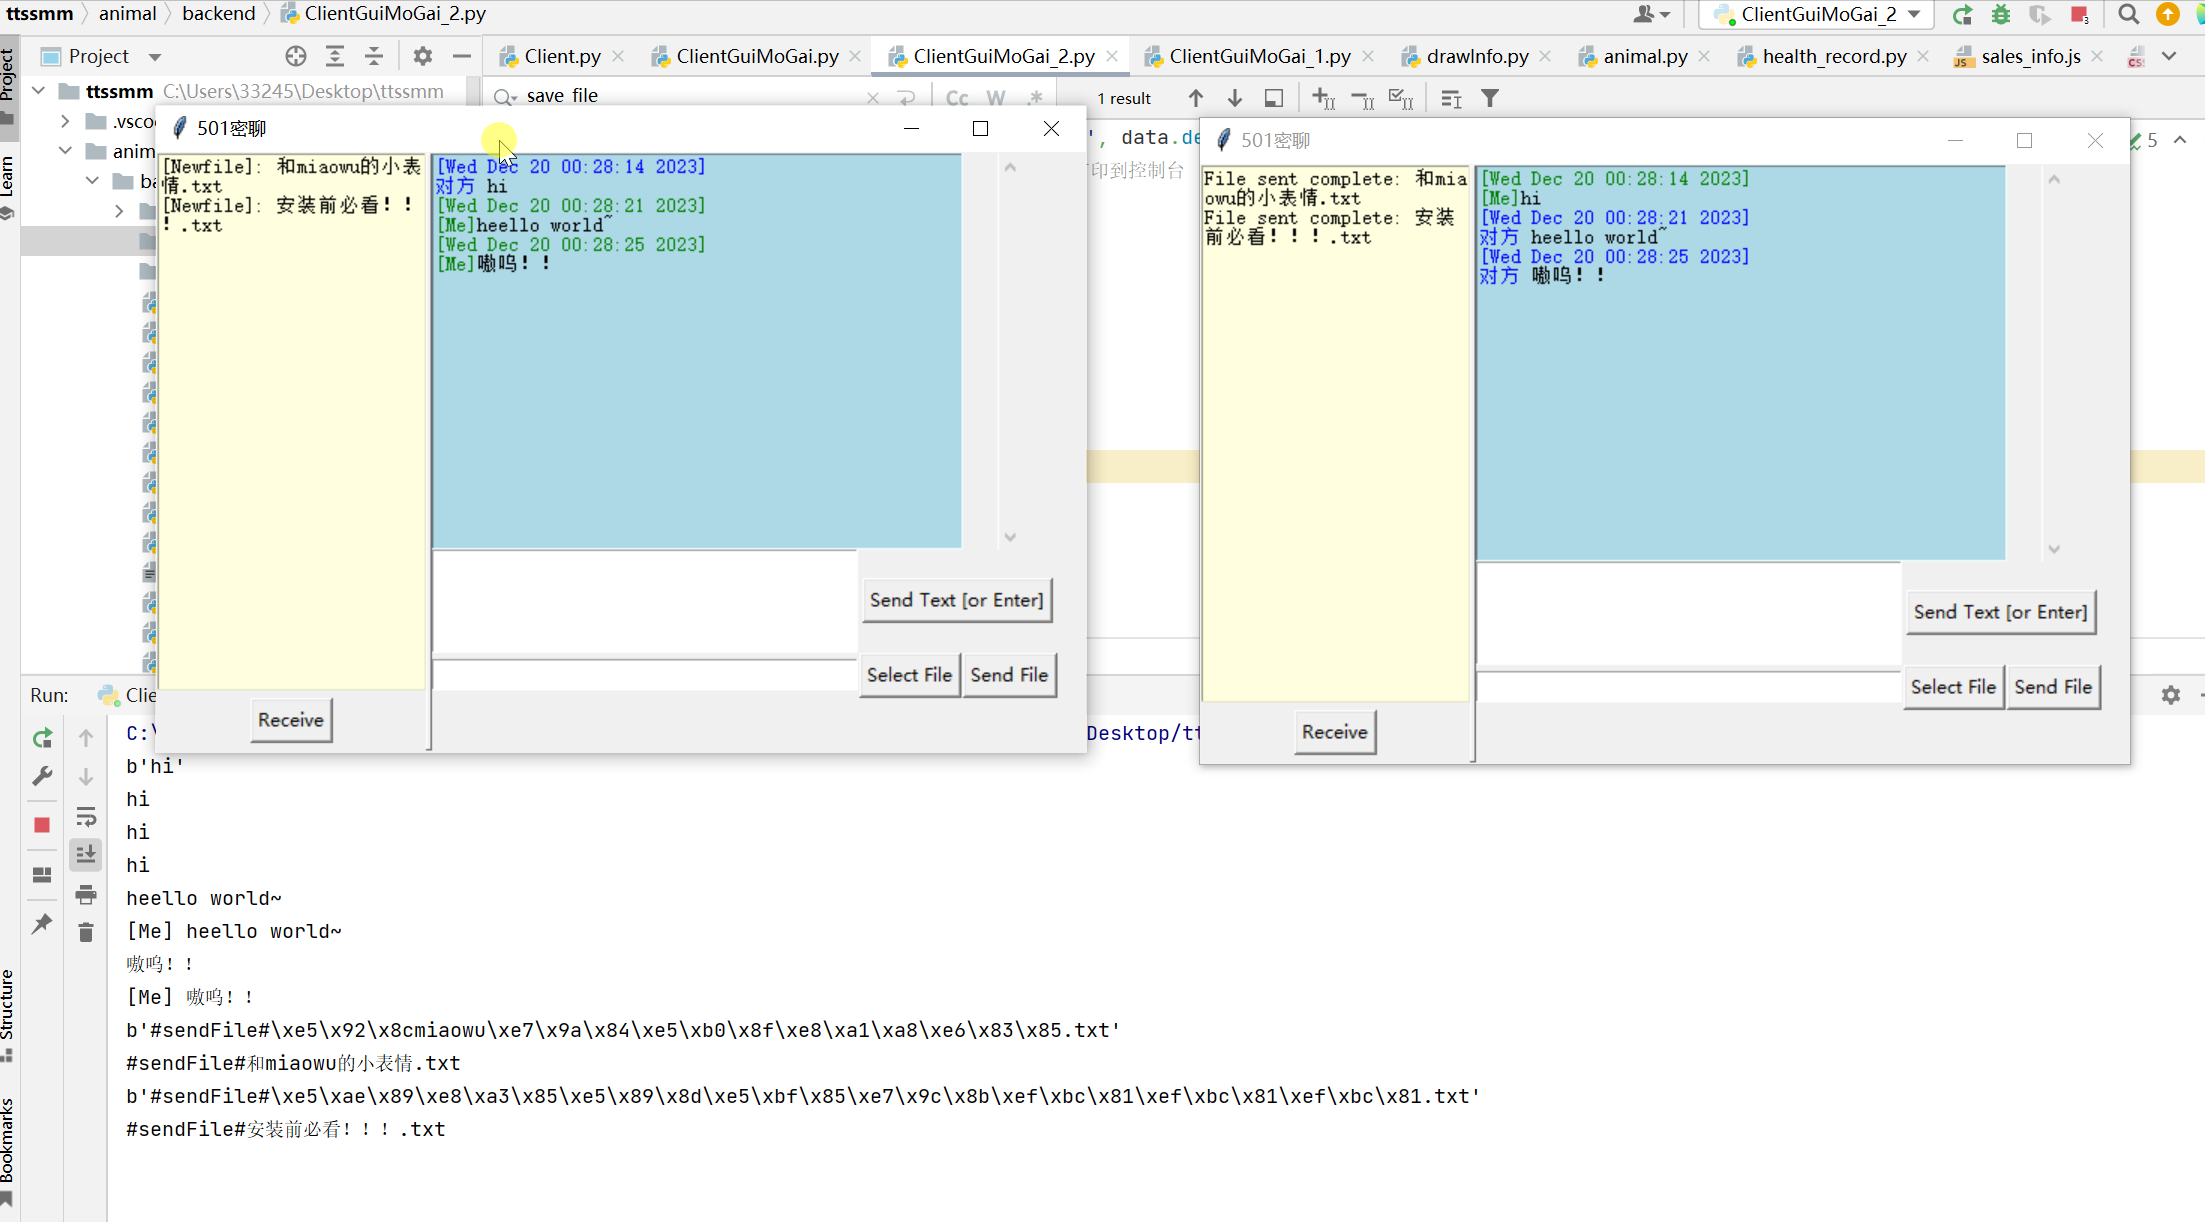 ttssmm animal backend ClientGuiMoGai_2.py
ClientGuiMoGai_2
Project
Client.py
ClientGuiMoGai.py
ClientGuiMoGai_2.py
ClientGuiMoGai_1.py
drawInfo.py
animal.py
health_record.py
sales_info.js
Project
Learn
ttssmm C:\Users\33245\Desktop\ttssmm
save_file
Cc W .*
1 result
.vsco
anim
ba
', data.de
印到控制台
5
501密聊
[Newfile]: 和miaowu的小表
情.txt
[Newfile]: 安装前必看！！
！.txt
[Wed Dec 20 00:28:14 2023]
对方 hi
[Wed Dec 20 00:28:21 2023]
[Me]heello world~
[Wed Dec 20 00:28:25 2023]
[Me]嗷呜！！
Send Text [or Enter]
Select File
Send File
Receive
501密聊
File sent complete: 和mia
owu的小表情.txt
File sent complete: 安装
前必看！！！.txt
[Wed Dec 20 00:28:14 2023]
[Me]hi
[Wed Dec 20 00:28:21 2023]
对方 heello world~
[Wed Dec 20 00:28:25 2023]
对方 嗷呜！！
Send Text [or Enter]
Select File
Send File
Receive
Run: Clie
C:\
Desktop/tt
b'hi'
hi
hi
hi
heello world~
[Me] heello world~
嗷呜！！
[Me] 嗷呜！！
b'#sendFile#\xe5\x92\x8cmiaowu\xe7\x9a\x84\xe5\xb0\x8f\xe8\xa1\xa8\xe6\x83\x85.txt'
#sendFile#和miaowu的小表情.txt
b'#sendFile#\xe5\xae\x89\xe8\xa3\x85\xe5\x89\x8d\xe5\xbf\x85\xe7\x9c\x8b\xef\xbc\x81\xef\xbc\x81\xef\xbc\x81.txt'
#sendFile#安装前必看！！！.txt
Structure
Bookmarks